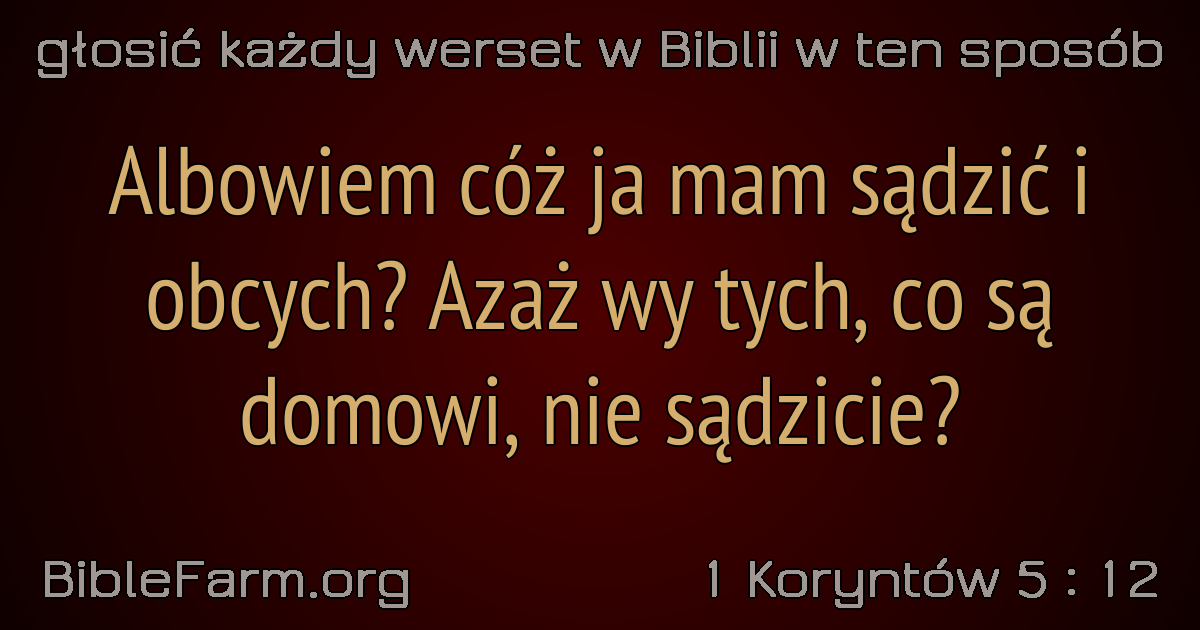 głosić każdy werset w Biblii w ten sposób
Albowiem cóż ja mam sądzić i
obcych? Azaż wy tych, co są
domowi, nie sądzicie?
BibleFarm.org
1 Koryntów 5 : 12